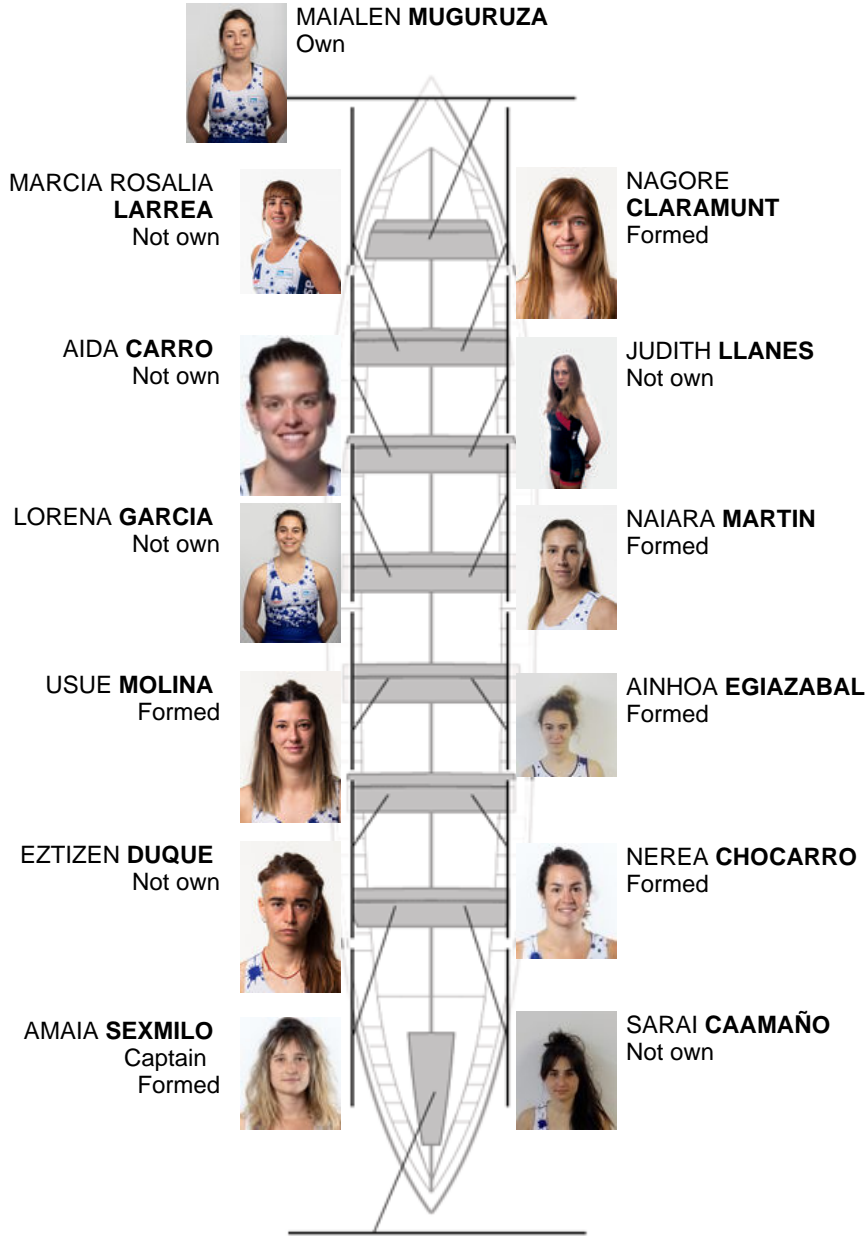 MAIALEN MUGURUZA
Own
MARCIA ROSALIA
LARREA
Not own
NAGORE
CLARAMUNT
Formed
AIDA CARRO
Not own
JUDITH LLANES
Not own
LORENA GARCIA
Not own
NAIARA MARTIN
Formed
USUE MOLINA
Formed
AINHOA EGIAZABAL
Formed
EZTIZEN DUQUE
Not own
NEREA CHOCARRO
Formed
AMAIA SEXMILO
Captain
Formed
SARAI CAAMAÑO
Not own